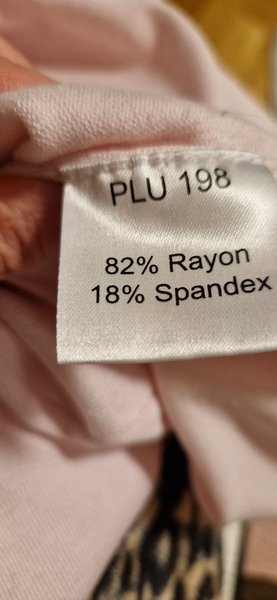 PLU 198
82% Rayon
18% Spandex